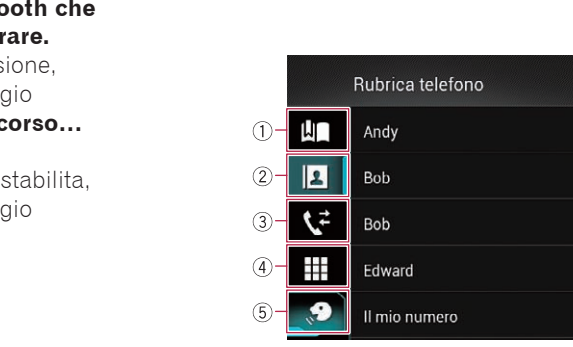 ooth che
rare.
sione,
gio
corso...
stabilita,
gio
Rubrica telefono
① Andy
② Bob
③ Bob
④ Edward
⑤ Il mio numero